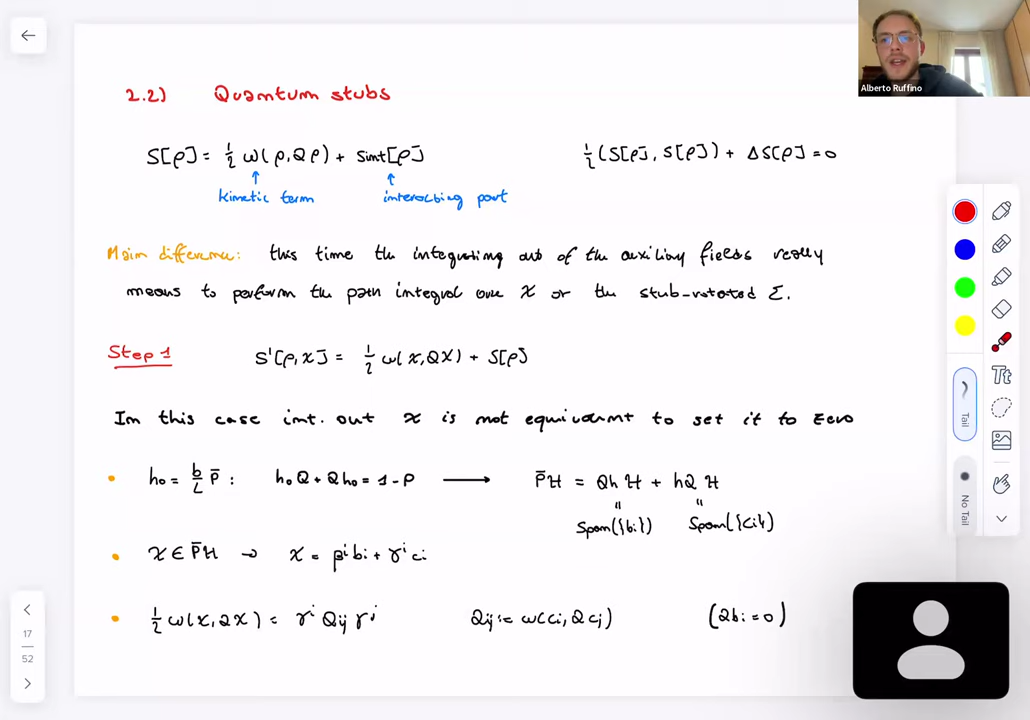 2.2) Quantum stubs
S[ρ] = 1/2 ω(ρ, Qρ) + Sint[ρ]
1/2 (S[ρ], S[ρ]) + ΔS[ρ] = 0
kinetic term
interacting part
Main difference: this time the integrating out of the auxiliary fields really
means to perform the path integral over χ or the stub-rotated Σ.
Step 1
S'[ρ, χ] = 1/2 ω(χ, Qχ) + S[ρ]
In this case int. out χ is not equivalent to set it to zero
• h₀ = b/L P̄ : h₀Q + Qh₀ = 1 - P ⟶ P̄H = QhH + hQH
Span({bi}) Span({ci})
• χ ∈ P̄H → χ = βⁱbi + γⁱci
• 1/2 ω(χ, Qχ) = γⁱ Qij γʲ Qij := ω(ci, Qcj) (Qbi = 0)
Alberto Ruffino
Tt
Tail
No Tail
17
52